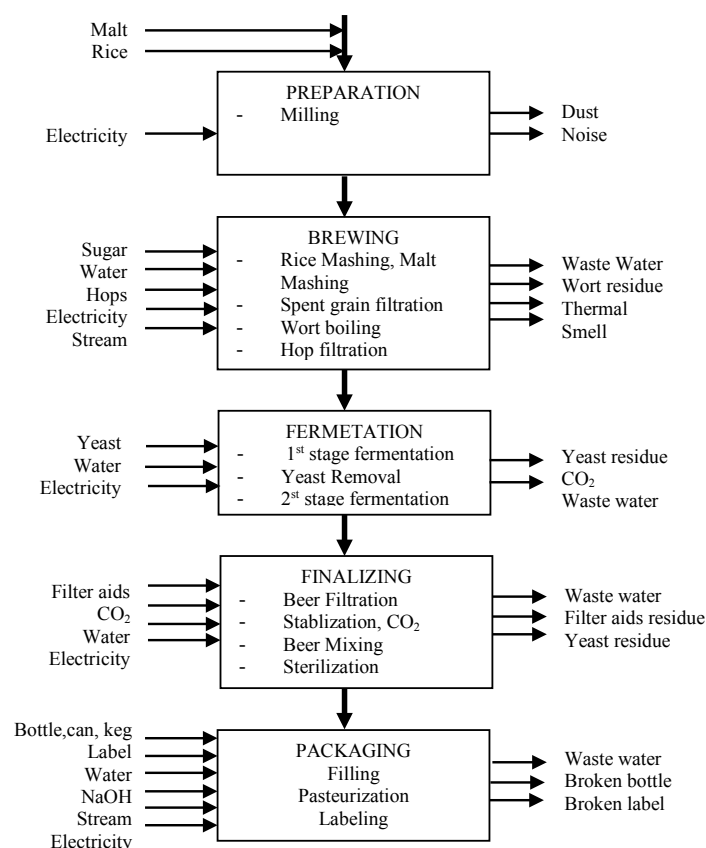 Malt
Rice
PREPARATION
- Milling
Electricity
Dust
Noise
BREWING
- Rice Mashing, Malt
Mashing
- Spent grain filtration
- Wort boiling
- Hop filtration
Sugar
Water
Hops
Electricity
Stream
Waste Water
Wort residue
Thermal
Smell
FERMETATION
- 1st stage fermentation
- Yeast Removal
- 2st stage fermentation
Yeast
Water
Electricity
Yeast residue
CO2
Waste water
FINALIZING
- Beer Filtration
- Stablization, CO2
- Beer Mixing
- Sterilization
Filter aids
CO2
Water
Electricity
Waste water
Filter aids residue
Yeast residue
PACKAGING
Filling
Pasteurization
Labeling
Bottle,can, keg
Label
Water
NaOH
Stream
Electricity
Waste water
Broken bottle
Broken label